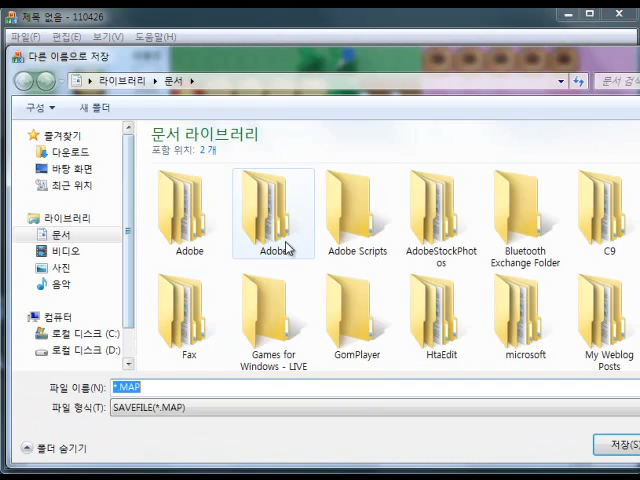 제목 없음 - 110426
파일(F) 편집(E) 보기(V) 도움말(H)
다른 이름으로 저장
라이브러리 ▶ 문서 ▶
문서 검색
구성 ▼ 새 폴더
즐겨찾기
다운로드
바탕 화면
최근 위치
라이브러리
문서
비디오
사진
음악
컴퓨터
로컬 디스크 (C:)
로컬 디스크 (D:)
문서 라이브러리
포함 위치: 2 개
Adobe
Adobe
Adobe Scripts
AdobeStockPhot
os
Bluetooth
Exchange Folder
C9
Fax
Games for
Windows - LIVE
GomPlayer
HtaEdit
microsoft
My Weblog
Posts
파일 이름(N): *.MAP
파일 형식(T): SAVEFILE(*.MAP)
폴더 숨기기
저장(S)